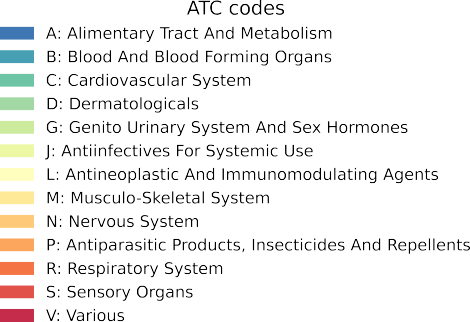 ATC codes
A: Alimentary Tract And Metabolism
B: Blood And Blood Forming Organs
C: Cardiovascular System
D: Dermatologicals
G: Genito Urinary System And Sex Hormones
J: Antiinfectives For Systemic Use
L: Antineoplastic And Immunomodulating Agents
M: Musculo-Skeletal System
N: Nervous System
P: Antiparasitic Products, Insecticides And Repellents
R: Respiratory System
S: Sensory Organs
V: Various